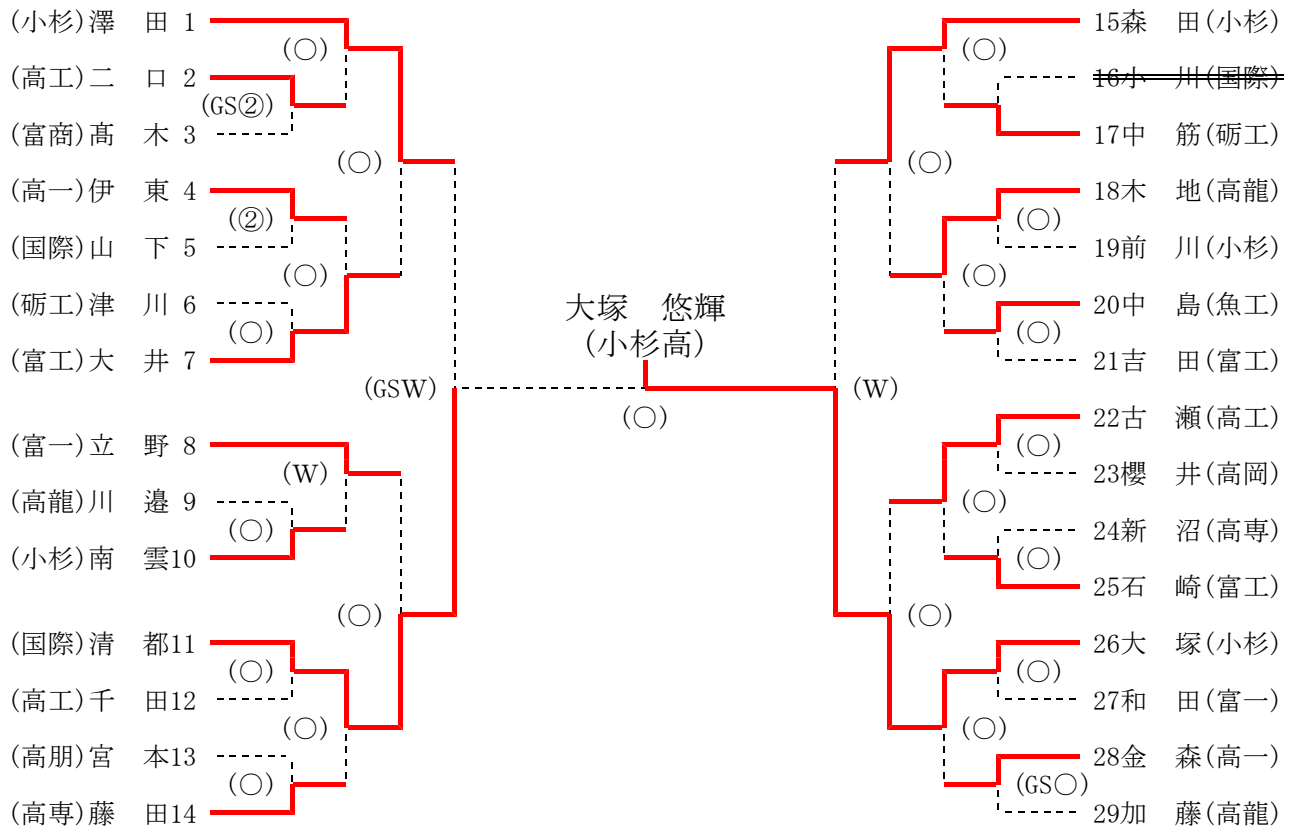 (小杉)澤　田 1
(〇)
(高工)二　口 2
(GS②)
(富商)髙　木 3
(〇)
(高一)伊　東 4
(②)
(国際)山　下 5
(〇)
(砺工)津　川 6
(〇)
(富工)大　井 7
(GSW)
(富一)立　野 8
(W)
(高龍)川　邉 9
(〇)
(小杉)南　雲10
(〇)
(国際)清　都11
(〇)
(高工)千　田12
(〇)
(高朋)宮　本13
(〇)
(高専)藤　田14
大塚　悠輝
(小杉高)
(〇)
15森　田(小杉)
(〇)
16小　川(国際)
17中　筋(砺工)
(〇)
18木　地(高龍)
(〇)
19前　川(小杉)
(〇)
20中　島(魚工)
(〇)
21吉　田(富工)
(W)
22古　瀬(高工)
(〇)
23櫻　井(高岡)
(〇)
24新　沼(高専)
(〇)
25石　崎(富工)
(〇)
26大　塚(小杉)
(〇)
27和　田(富一)
(〇)
28金　森(高一)
(GS〇)
29加　藤(高龍)